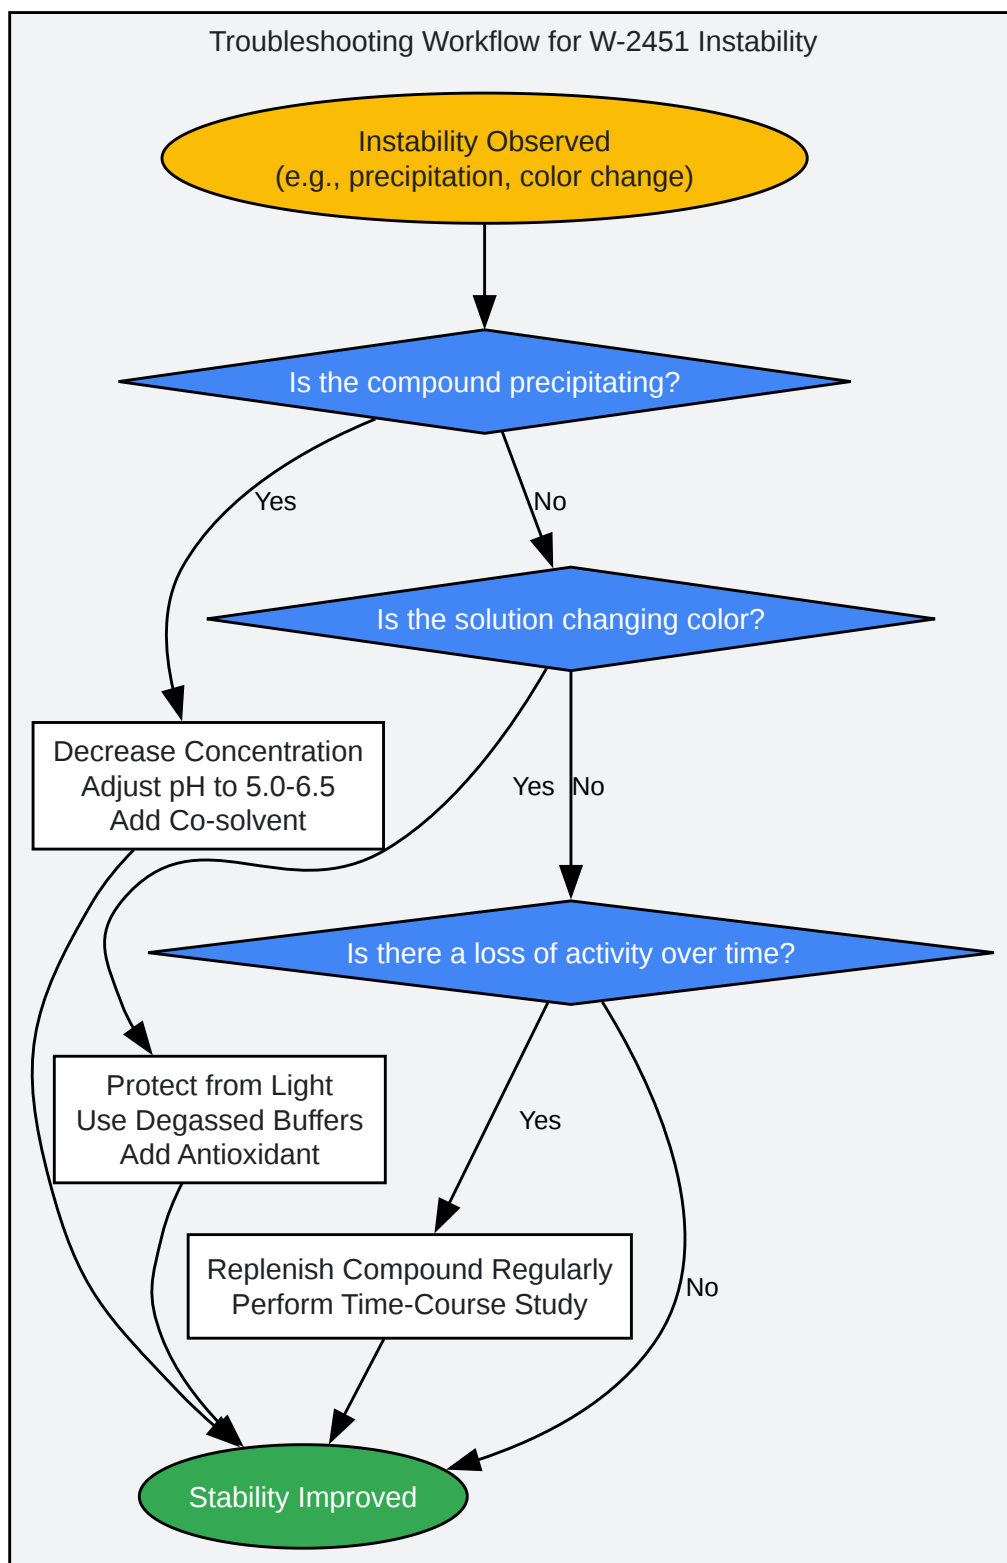 Troubleshooting Workflow for W-2451 Instability
Instability Observed
(e.g., precipitation, color change)
Is the compound precipitating?
Yes
No
Is the solution changing color?
Decrease Concentration
Adjust pH to 5.0-6.5
Add Co-solvent
Yes
No
Is there a loss of activity over time?
Protect from Light
Use Degassed Buffers
Add Antioxidant
Yes
Replenish Compound Regularly
Perform Time-Course Study
No
Stability Improved